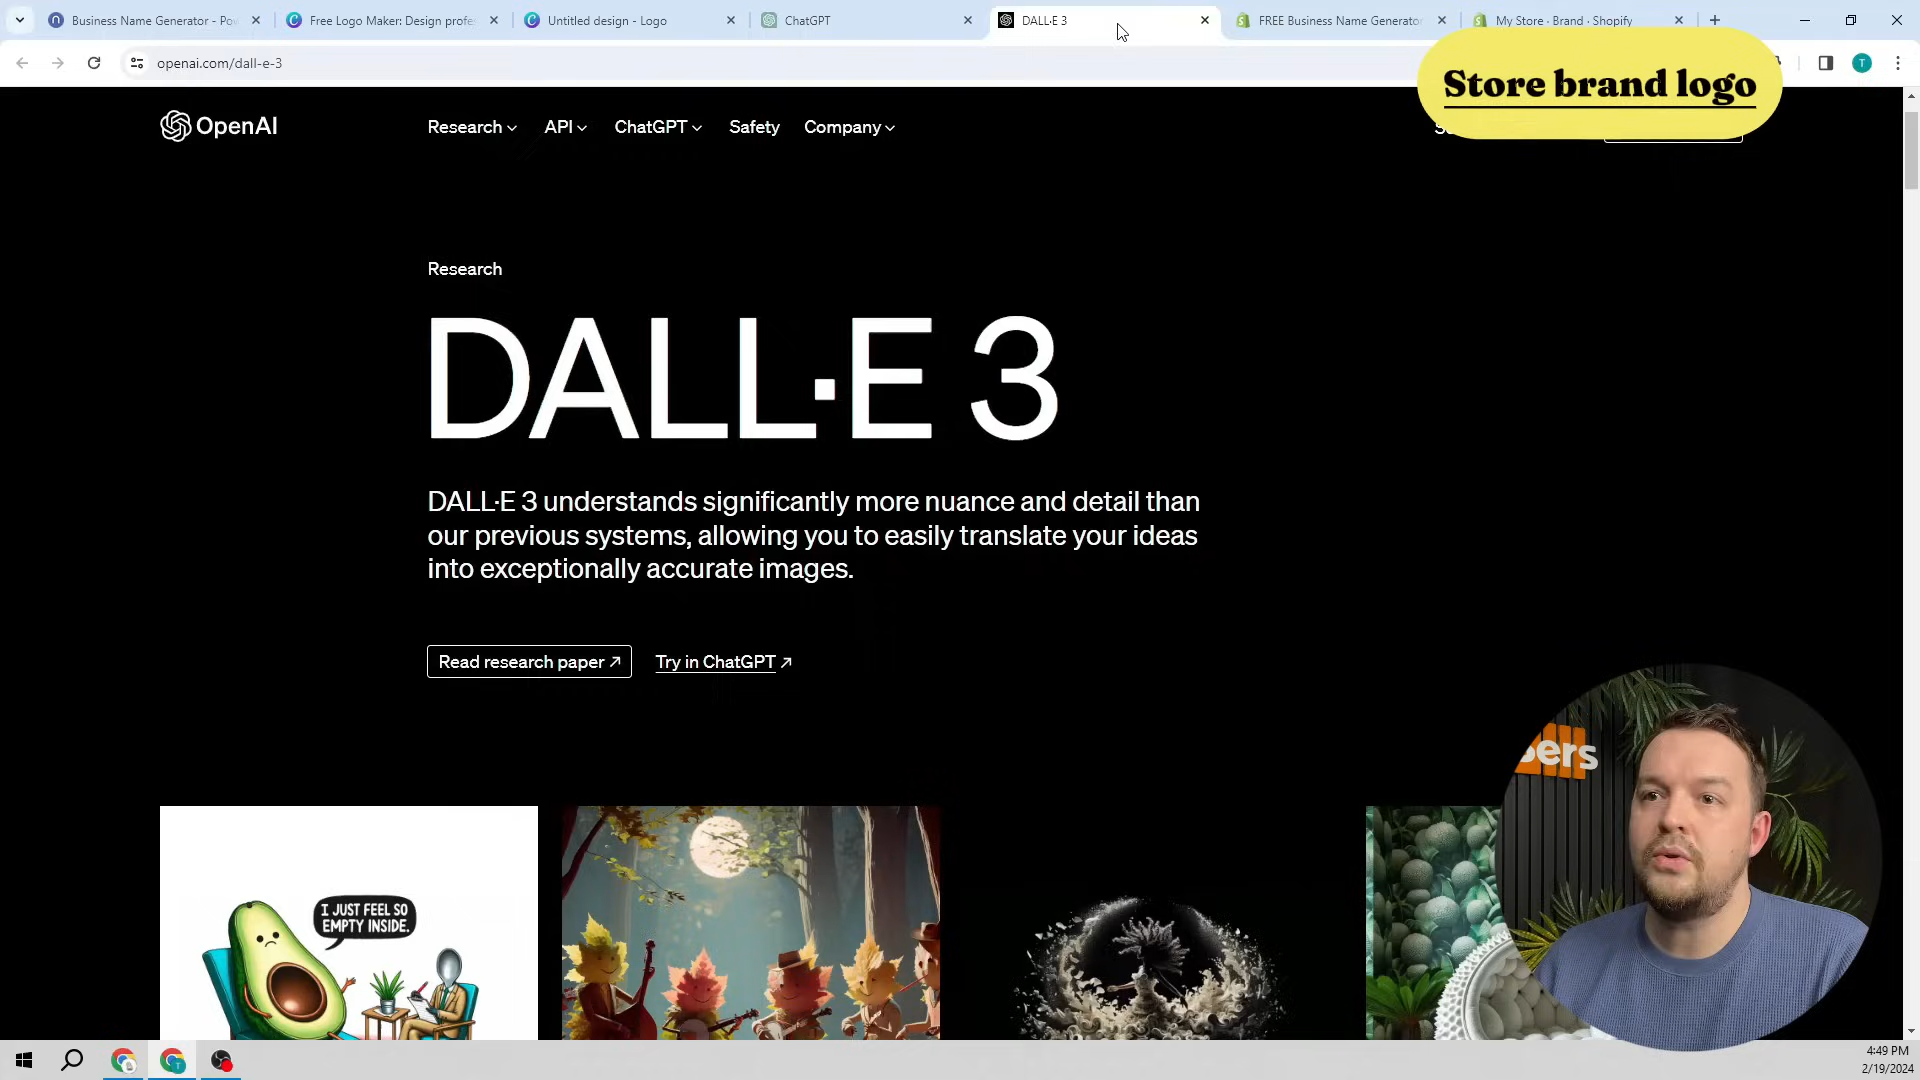 Business Name Generator - Po
Free Logo Maker: Design profe
Untitled design - Logo
ChatGPT
DALL·E 3
FREE Business Name Generator
My Store · Brand · Shopify
openai.com/dall-e-3
T
Store brand logo
OpenAI
Research
API
ChatGPT
Safety
Company
Research
DALL·E 3
DALL·E 3 understands significantly more nuance and detail than
our previous systems, allowing you to easily translate your ideas
into exceptionally accurate images.
Read research paper
Try in ChatGPT
I JUST FEEL SO
EMPTY INSIDE.
sers
4:49 PM
2/19/2024